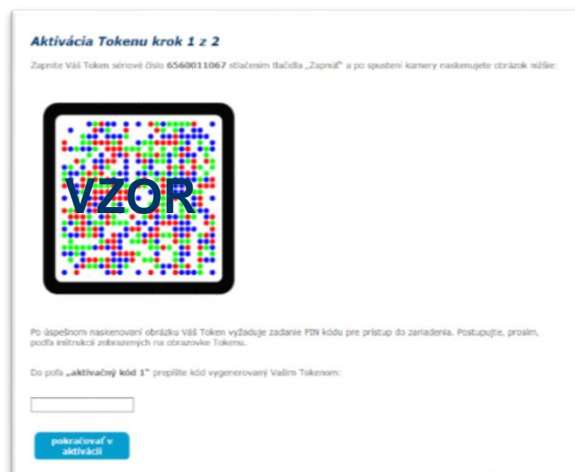 Aktivácia Tokenu krok 1 z 2
Zapnite Váš Token sériové číslo 6560011067 stlačením tlačidla „Zapnúť“ a po spustení kamery naskenujete obrázok nižšie:
VZOR
Po úspešnom naskenovaní obrázku Váš Token vyžaduje zadanie PIN kódu pre prístup do zariadenia. Postupujte, prosím,
podľa inštrukcií zobrazených na obrazovke Tokenu.
Do poľa „aktivačný kód 1“ prepíšte kód vygenerovaný Vašim Tokenom:
pokračovať v
aktivácii